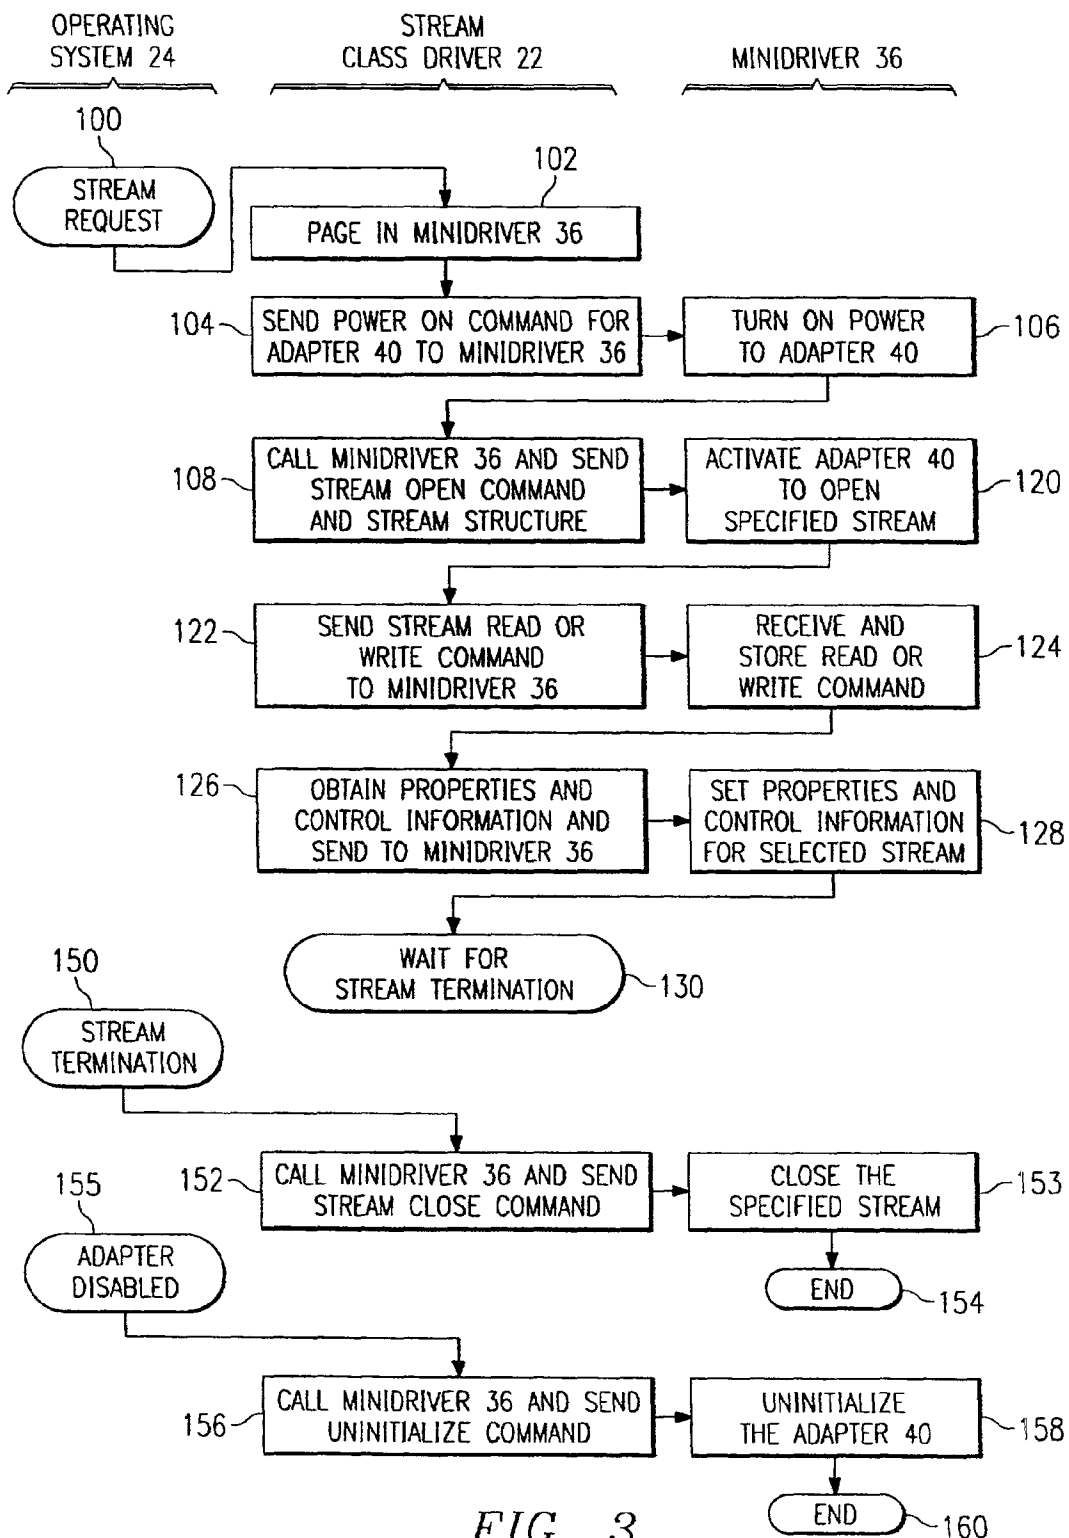 OPERATING
SYSTEM 24
STREAM
CLASS DRIVER 22
MINIDRIVER 36
100
STREAM
REQUEST
102
PAGE IN MINIDRIVER 36
104
SEND POWER ON COMMAND FOR
ADAPTER 40 TO MINIDRIVER 36
TURN ON POWER
TO ADAPTER 40
106
108
CALL MINIDRIVER 36 AND SEND
STREAM OPEN COMMAND
AND STREAM STRUCTURE
ACTIVATE ADAPTER 40
TO OPEN
SPECIFIED STREAM
120
122
SEND STREAM READ OR
WRITE COMMAND
TO MINIDRIVER 36
RECEIVE AND
STORE READ OR
WRITE COMMAND
124
126
OBTAIN PROPERTIES AND
CONTROL INFORMATION AND
SEND TO MINIDRIVER 36
SET PROPERTIES AND
CONTROL INFORMATION
FOR SELECTED STREAM
128
WAIT FOR
STREAM TERMINATION
130
150
STREAM
TERMINATION
152
CALL MINIDRIVER 36 AND SEND
STREAM CLOSE COMMAND
CLOSE THE
SPECIFIED STREAM
153
END
154
155
ADAPTER
DISABLED
156
CALL MINIDRIVER 36 AND SEND
UNINITIALIZE COMMAND
UNINITIALIZE
THE ADAPTER 40
158
END
160
FIG. 3